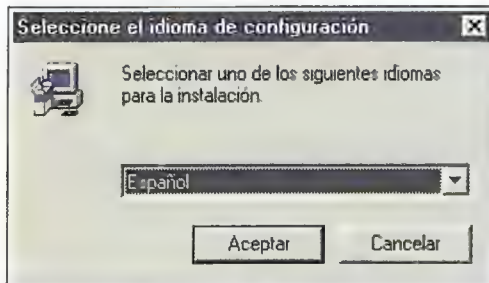 Seleccione el idioma de configuración
Seleccionar uno de los siguientes idiomas
para la instalación.
Español
Aceptar
Cancelar